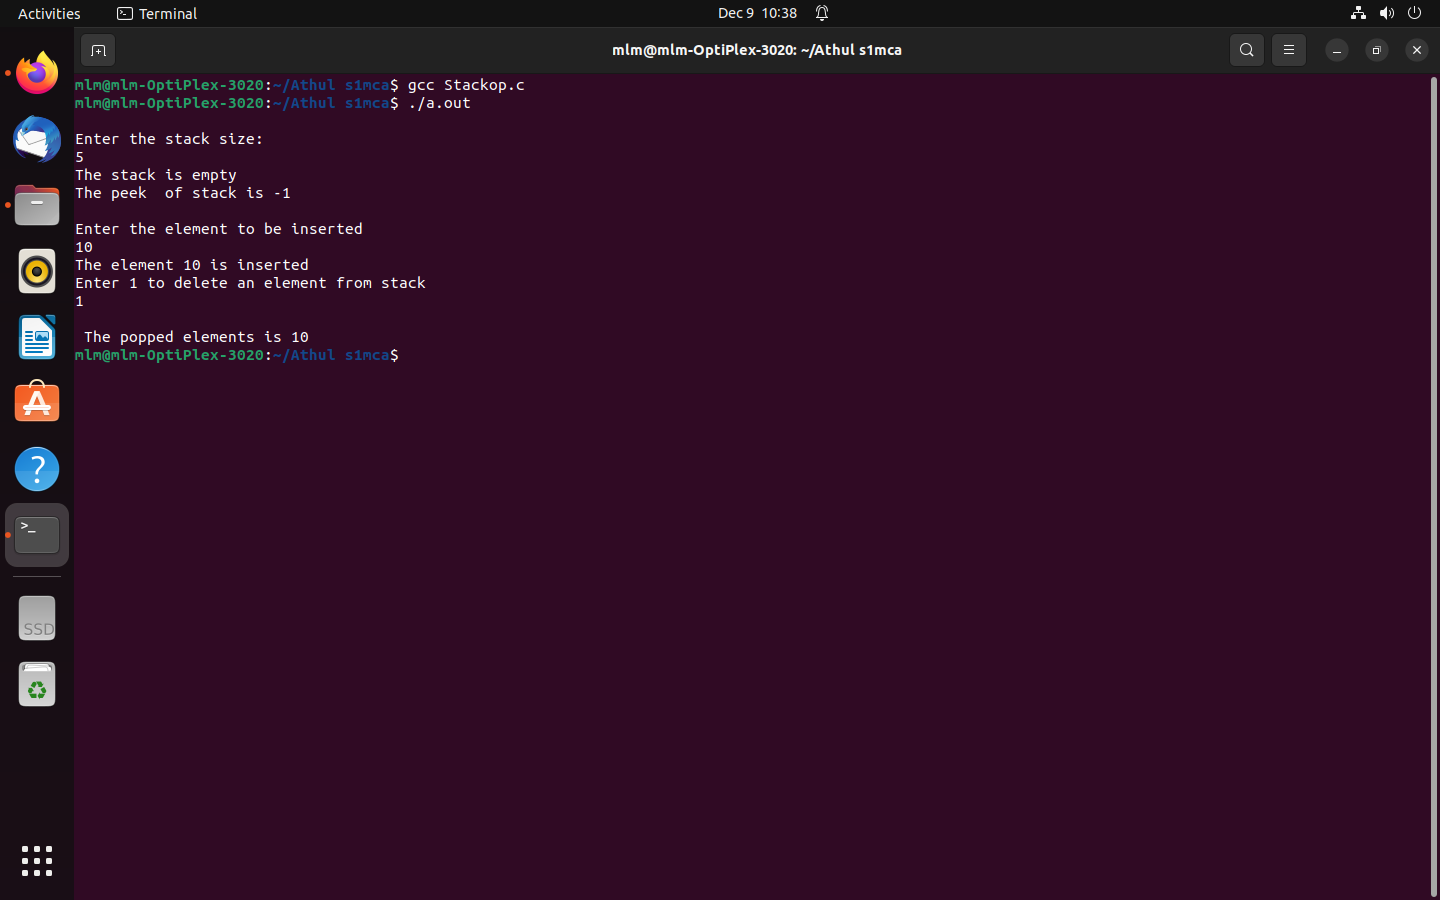 Activities
Terminal
Dec 9 10:38
mlm@mlm-OptiPlex-3020: ~/Athul s1mca
mlm@mlm-OptiPlex-3020:~/Athul s1mca$ gcc Stackop.c
mlm@mlm-OptiPlex-3020:~/Athul s1mca$ ./a.out
Enter the stack size:
5
The stack is empty
The peek  of stack is -1
Enter the element to be inserted
10
The element 10 is inserted
Enter 1 to delete an element from stack
1
 The popped elements is 10
mlm@mlm-OptiPlex-3020:~/Athul s1mca$
>_
SSD